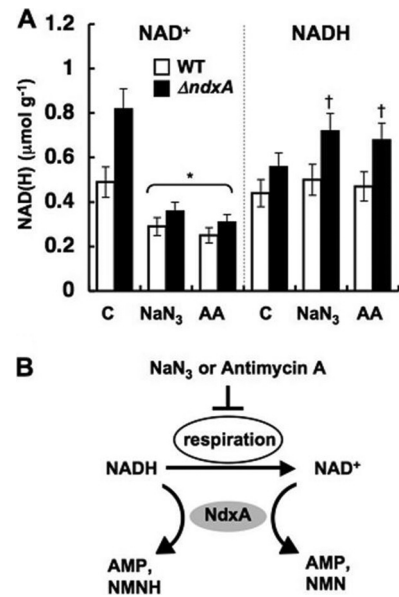 A
NAD⁺ NADH
WT
ΔndxA
NAD(H) (μmol g⁻¹)
1.2
1
0.8
0.6
0.4
0.2
0
*
† †
C NaN₃ AA C NaN₃ AA
B
NaN₃ or Antimycin A
respiration
NADH NAD⁺
NdxA
AMP, AMP,
NMNH NMN